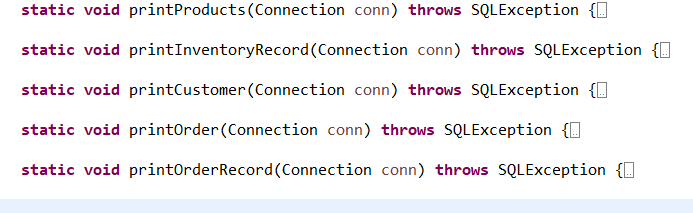 static void printProducts(Connection conn) throws SQLException {..
static void printInventoryRecord(Connection conn) throws SQLException {..
static void printCustomer(Connection conn) throws SQLException {..
static void printOrder(Connection conn) throws SQLException {..
static void printOrderRecord(Connection conn) throws SQLException {..